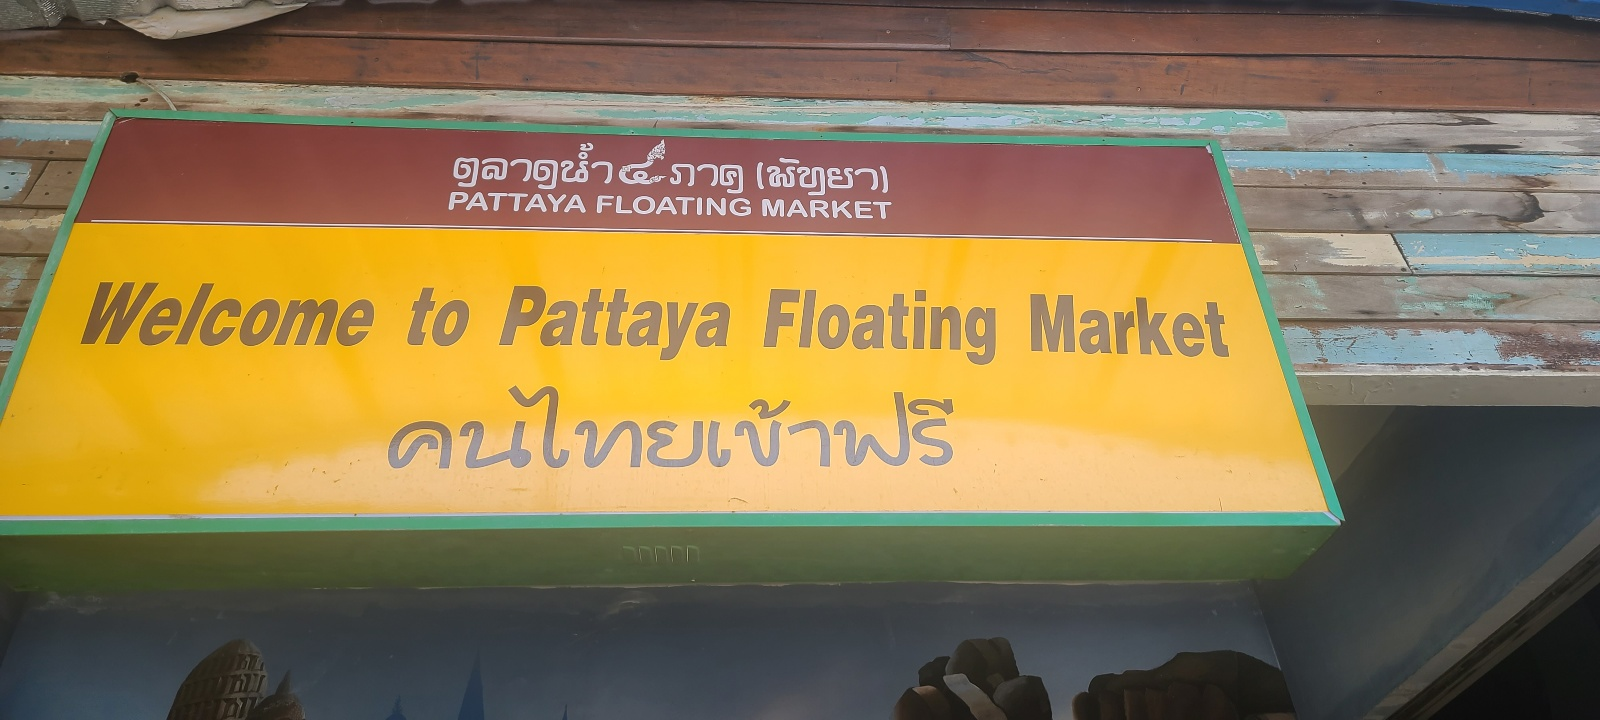 ตลาดน้ำ ๔ ภาค (พัทยา)
PATTAYA FLOATING MARKET
Welcome to Pattaya Floating Market
คนไทยเข้าฟรี